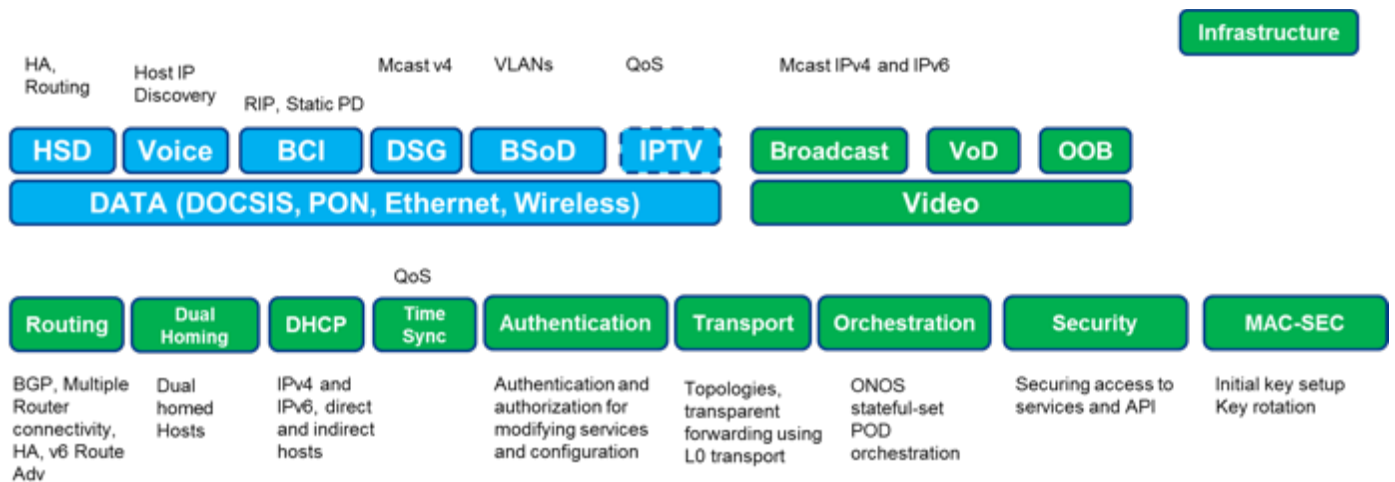 Infrastructure
HA,
Routing
Host IP
Discovery
RIP, Static PD
Mcast v4
VLANs
QoS
Mcast IPv4 and IPv6
HSD
Voice
BCI
DSG
BSoD
IPTV
Broadcast
VoD
OOB
DATA (DOCSIS, PON, Ethernet, Wireless)
Video
QoS
Routing
Dual
Homing
DHCP
Time
Sync
Authentication
Transport
Orchestration
Security
MAC-SEC
BGP, Multiple
Router
connectivity,
HA, v6 Route
Adv
Dual
homed
Hosts
IPv4 and
IPv6, direct
and indirect
hosts
Authentication and
authorization for
modifying services
and configuration
Topologies,
transparent
forwarding using
L0 transport
ONOS
stateful-set
POD
orchestration
Securing access to
services and API
Initial key setup
Key rotation